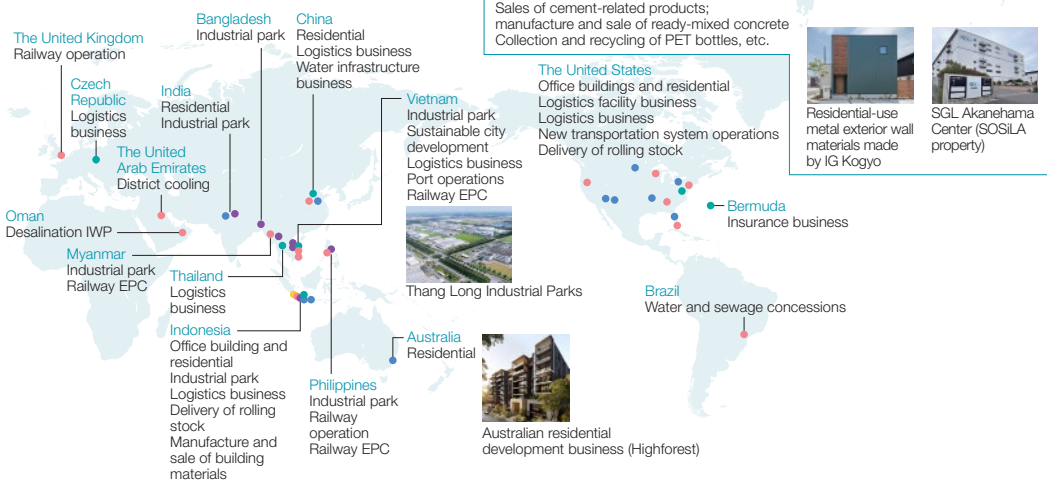 Sales of cement-related products;
manufacture and sale of ready-mixed concrete
Collection and recycling of PET bottles, etc.
Residential-use
metal exterior wall
materials made
by IG Kogyo
SGL Akanehama
Center (SOSiLA
property)
The United Kingdom
Railway operation
Czech
Republic
Logistics
business
India
Residential
Industrial park
Bangladesh
Industrial park
China
Residential
Logistics business
Water infrastructure
business
Vietnam
Industrial park
Sustainable city
development
Logistics business
Port operations
Railway EPC
Thang Long Industrial Parks
The United States
Office buildings and residential
Logistics facility business
Logistics business
New transportation system operations
Delivery of rolling stock
Bermuda
Insurance business
The United
Arab Emirates
District cooling
Oman
Desalination IWP
Myanmar
Industrial park
Railway EPC
Thailand
Logistics
business
Indonesia
Office building and
residential
Industrial park
Logistics business
Delivery of rolling
stock
Manufacture and
sale of building
materials
Philippines
Industrial park
Railway
operation
Railway EPC
Australia
Residential
Australian residential
development business (Highforest)
Brazil
Water and sewage concessions